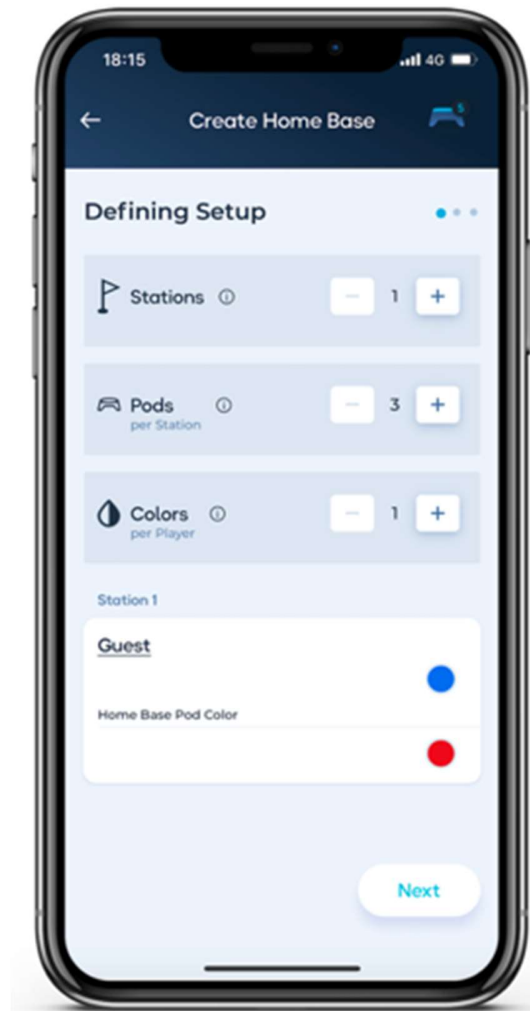 18:15
4G
Create Home Base
5
Defining Setup
Stations
1
Pods
per Station
3
Colors
per Player
1
Station 1
Guest
Home Base Pod Color
Next